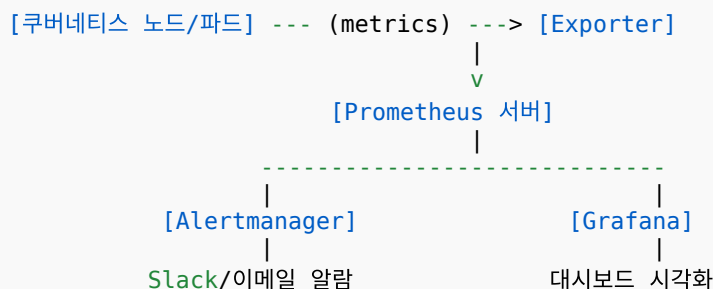 [쿠버네티스 노드/파드] --- (metrics) ---> [Exporter]
|
v
[Prometheus 서버]
|
-----------------------------
| |
[Alertmanager] [Grafana]
| |
Slack/이메일 알람 대시보드 시각화